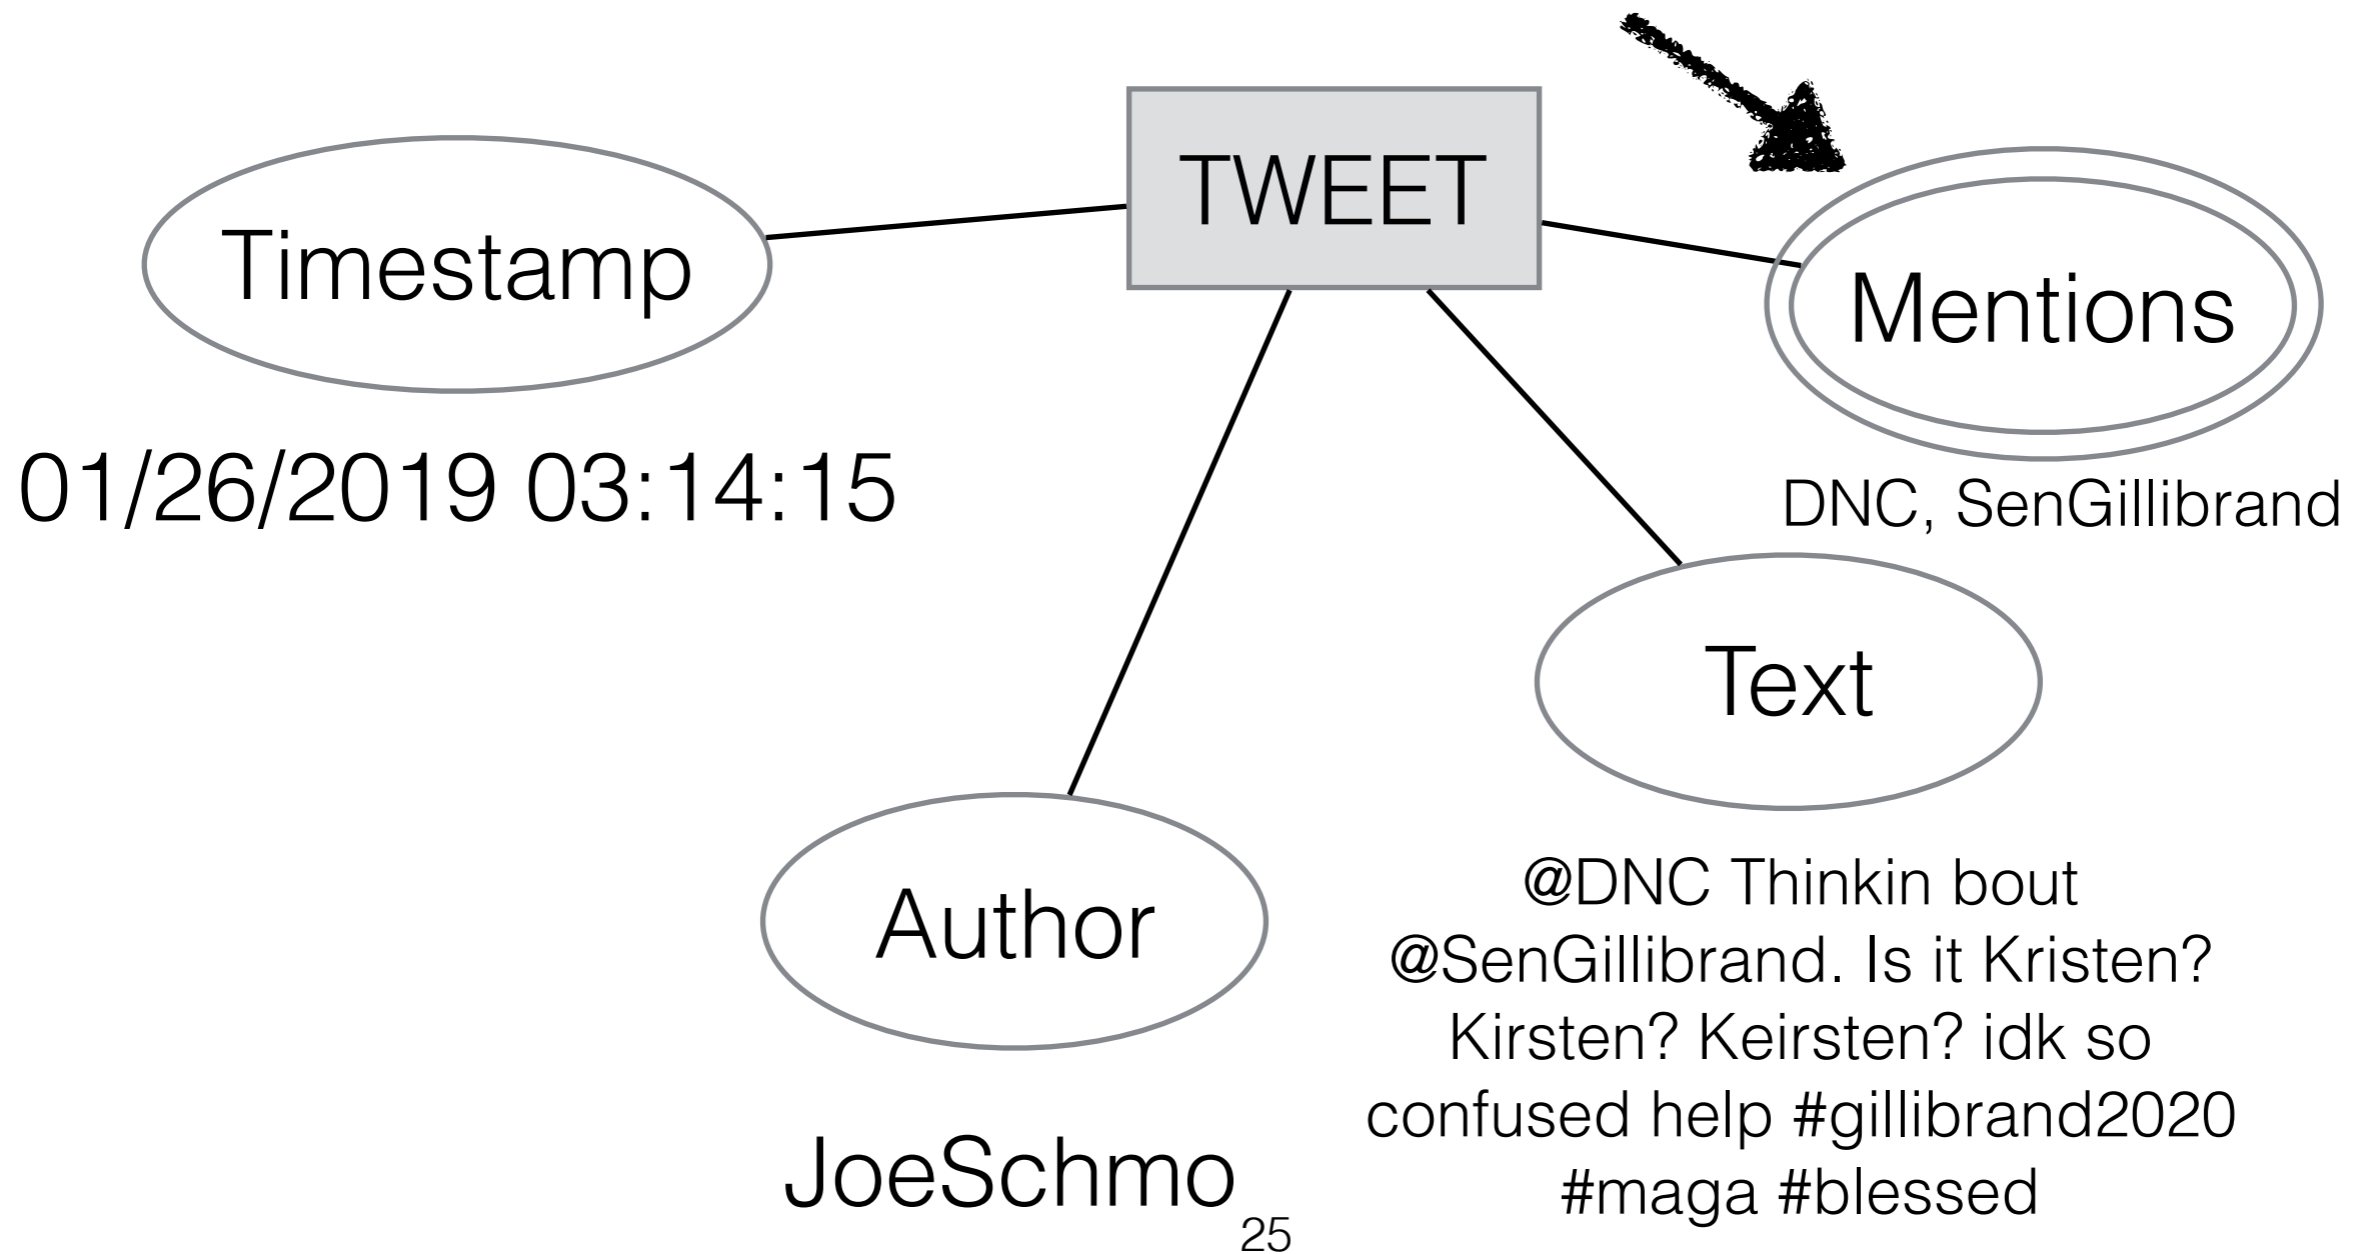 TWEET
Timestamp
Mentions
01/26/2019 03:14:15
DNC, SenGillibrand
Text
Author
@DNC Thinkin bout
@SenGillibrand. Is it Kristen?
Kirsten? Keirsten? idk so
confused help #gillibrand2020
#maga #blessed
JoeSchmo
25